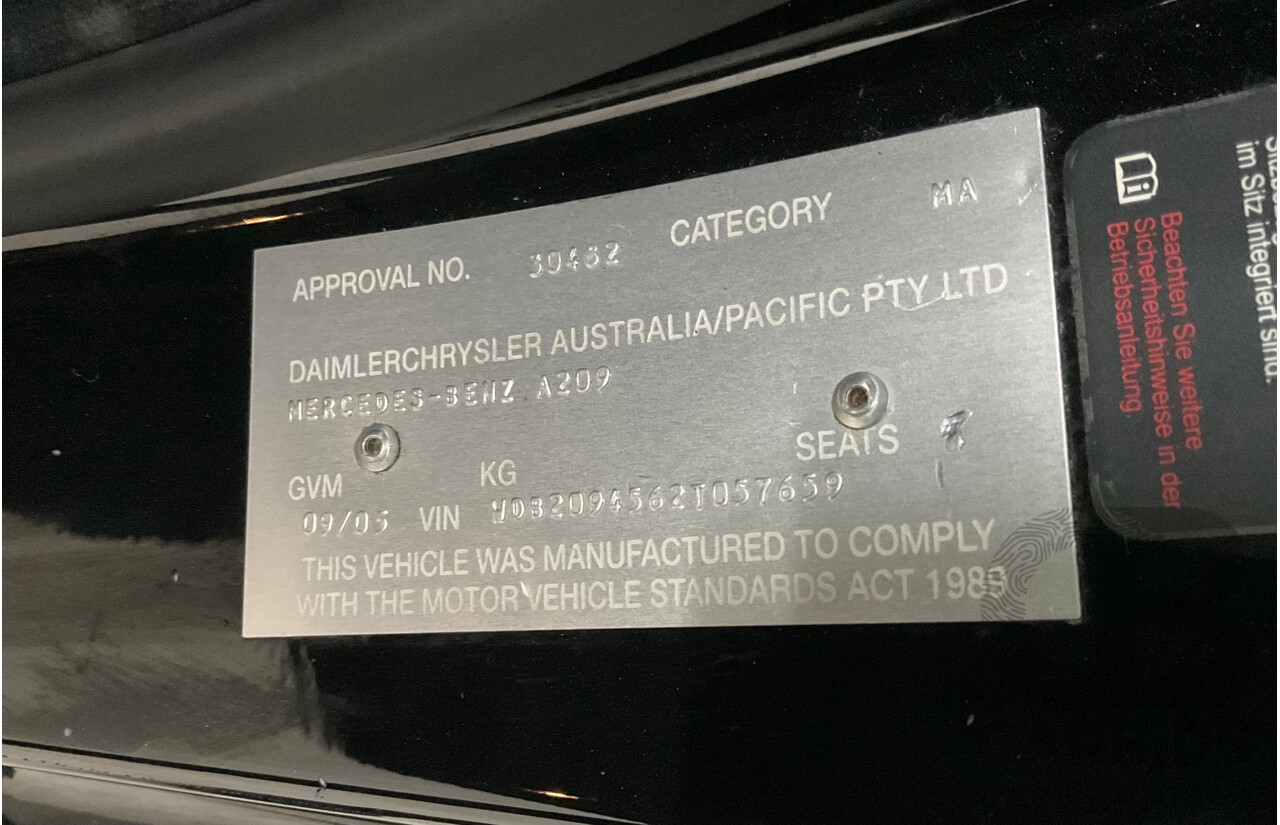 APPROVAL NO. 30462 CATEGORY MA
DAIMLERCHRYSLER AUSTRALIA/PACIFIC PTY LTD
MERCEDES-BENZ A209
SEATS
GVM KG
09/05 VIN WDB2094562T057659
THIS VEHICLE WAS MANUFACTURED TO COMPLY
WITH THE MOTOR VEHICLE STANDARDS ACT 1989
im Sitz integriert sind.
Beachten Sie weitere
Sicherheitshinweise in der
Betriebsanleitung.